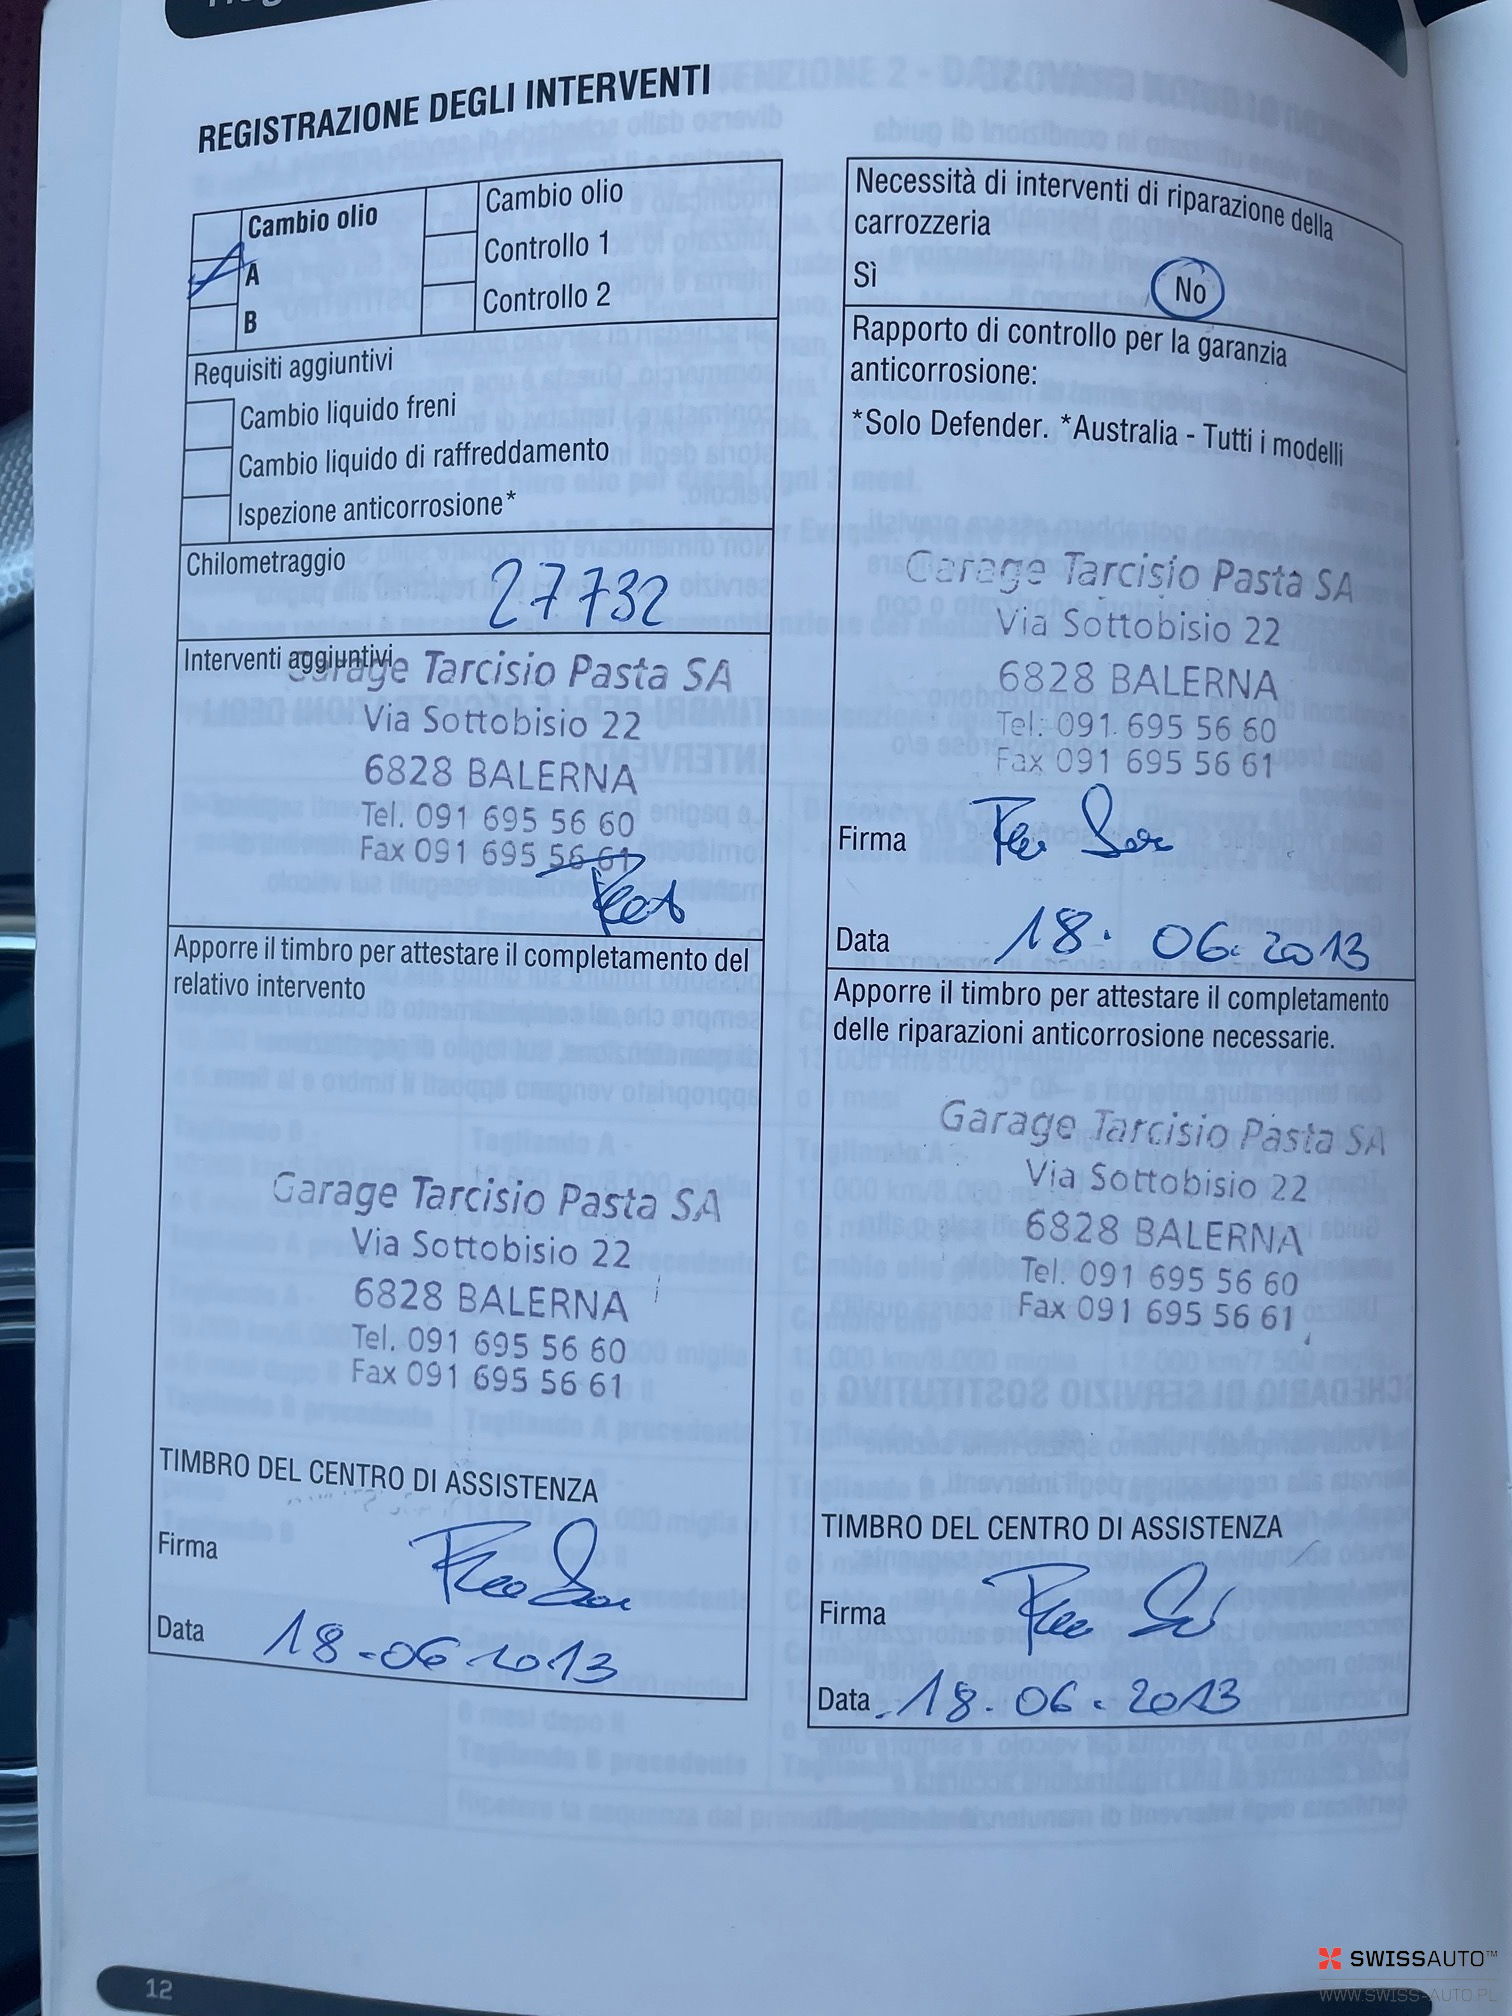 REGISTRAZIONE DEGLI INTERVENTI
Cambio olio
A
B
Cambio olio
Controllo 1
Controllo 2
Requisiti aggiuntivi
Cambio liquido freni
Cambio liquido di raffreddamento
Ispezione anticorrosione*
Chilometraggio
27732
Interventi aggiuntivi
Garage Tarcisio Pasta SA
Via Sottobisio 22
6828 BALERNA
Tel. 091 695 56 60
Fax 091 695 56 61
Apporre il timbro per attestare il completamento del
relativo intervento
Garage Tarcisio Pasta SA
Via Sottobisio 22
6828 BALERNA
Tel. 091 695 56 60
Fax 091 695 56 61
TIMBRO DEL CENTRO DI ASSISTENZA
Firma
Data 18-06 2013
Necessità di interventi di riparazione della
carrozzeria
Sì No
Rapporto di controllo per la garanzia
anticorrosione:
*Solo Defender. *Australia - Tutti i modelli
Garage Tarcisio Pasta SA
Via Sottobisio 22
6828 BALERNA
Tel. 091 695 56 60
Fax 091 695 56 61
Firma
Data 18. 06. 2013
Apporre il timbro per attestare il completamento
delle riparazioni anticorrosione necessarie.
Garage Tarcisio Pasta SA
Via Sottobisio 22
6828 BALERNA
Tel. 091 695 56 60
Fax 091 695 56 61
TIMBRO DEL CENTRO DI ASSISTENZA
Firma
Data 18. 06. 2013
12
SWISSAUTO™
WWW.SWISS-AUTO.PL